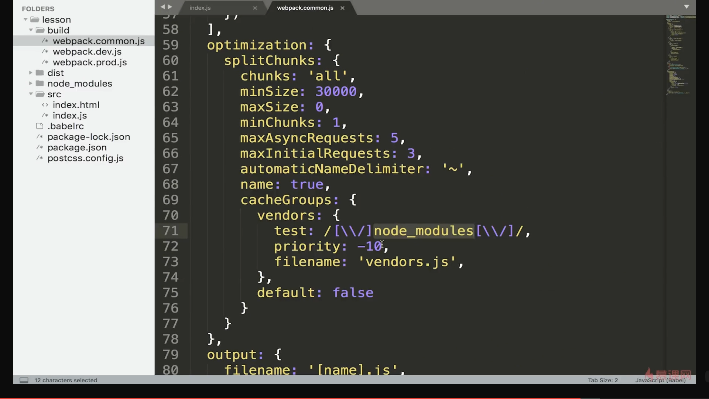 FOLDERS
lesson
build
webpack.common.js
webpack.dev.js
webpack.prod.js
dist
node_modules
src
index.html
index.js
.babelrc
package-lock.json
package.json
postcss.config.js
index.js
webpack.common.js
58 ],
59 optimization: {
60 splitChunks: {
61 chunks: 'all',
62 minSize: 30000,
63 maxSize: 0,
64 minChunks: 1,
65 maxAsyncRequests: 5,
66 maxInitialRequests: 3,
67 automaticNameDelimiter: '~',
68 name: true,
69 cacheGroups: {
70 vendors: {
71 test: /[\\/]node_modules[\\/]/,
72 priority: -10,
73 filename: 'vendors.js',
74 },
75 default: false
76 }
77 }
78 },
79 output: {
80 filename: '[name].js',
12 characters selected
Tab Size: 2
JavaScript (Babel)